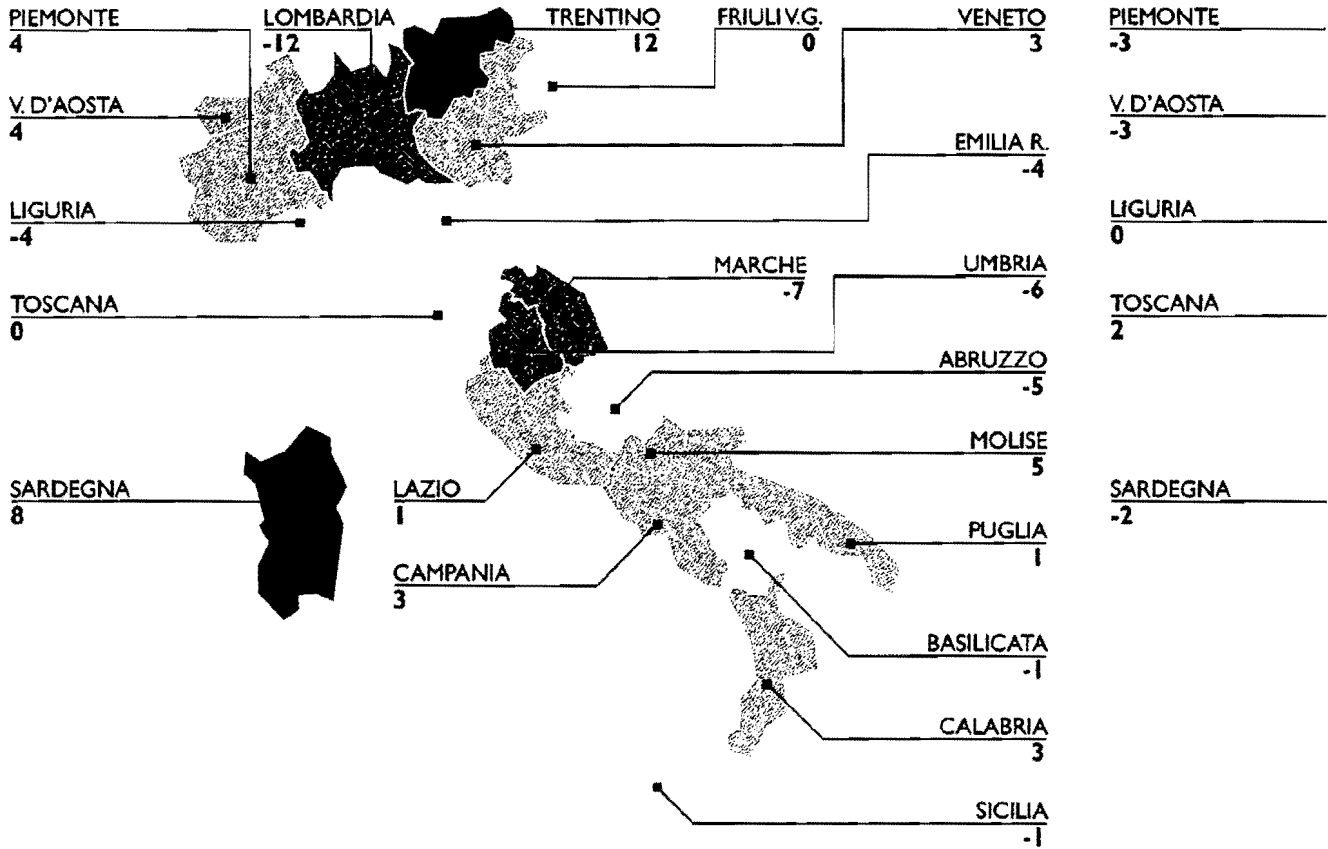 PIEMONTE
4
LOMBARDIA
-12
TRENTINO
12
FRIULI V.G.
0
VENETO
3
V. D'AOSTA
4
EMILIA R.
-4
LIGURIA
-4
MARCHE
-7
UMBRIA
-6
TOSCANA
0
ABRUZZO
-5
MOLISE
5
SARDEGNA
8
LAZIO
1
PUGLIA
1
CAMPANIA
3
BASILICATA
-1
CALABRIA
3
SICILIA
-1
PIEMONTE
-3
V. D'AOSTA
-3
LIGURIA
0
TOSCANA
2
SARDEGNA
-2